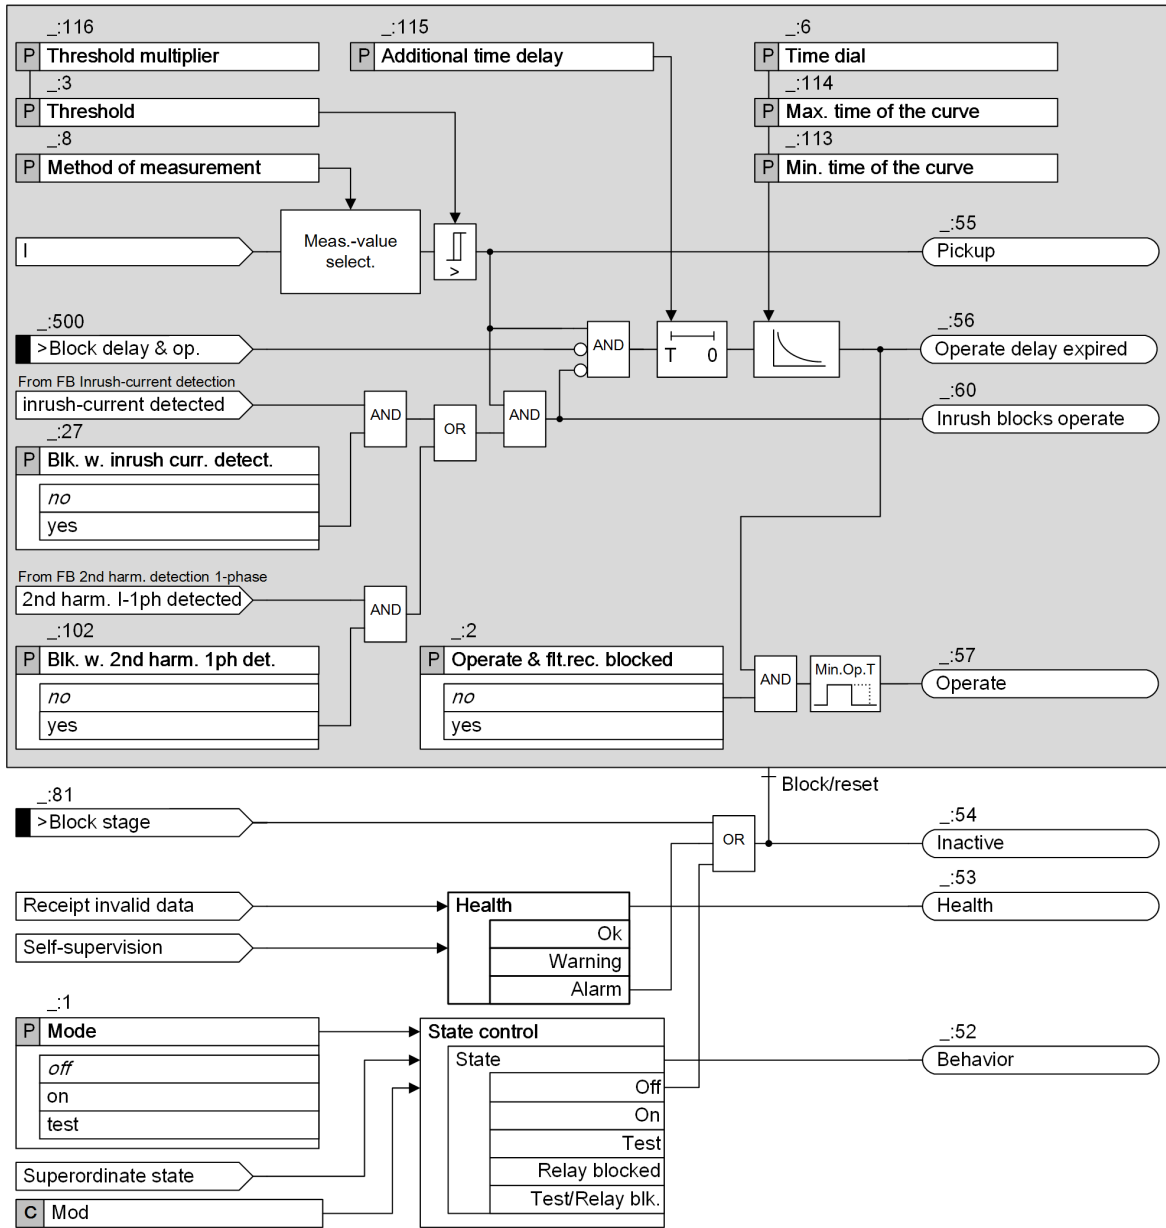 _:116
P Threshold multiplier
_:115
P Additional time delay
_:6
P Time dial
_:3
P Threshold
_:114
P Max. time of the curve
_:8
P Method of measurement
_:113
P Min. time of the curve
I
Meas.-value
select.
>
_:55
Pickup
_:500
>Block delay & op.
AND
T 0
_:56
Operate delay expired
From FB Inrush-current detection
inrush-current detected
AND
OR
AND
_:60
Inrush blocks operate
_:27
P Blk. w. inrush curr. detect.
no
yes
From FB 2nd harm. detection 1-phase
2nd harm. I-1ph detected
AND
_:102
P Blk. w. 2nd harm. 1ph det.
no
yes
_:2
P Operate & flt.rec. blocked
no
yes
AND
Min.Op.T
_:57
Operate
Block/reset
_:81
>Block stage
OR
_:54
Inactive
Receipt invalid data
Self-supervision
Health
Ok
Warning
Alarm
_:53
Health
_:1
P Mode
off
on
test
Superordinate state
C Mod
State control
State
Off
On
Test
Relay blocked
Test/Relay blk.
_:52
Behavior